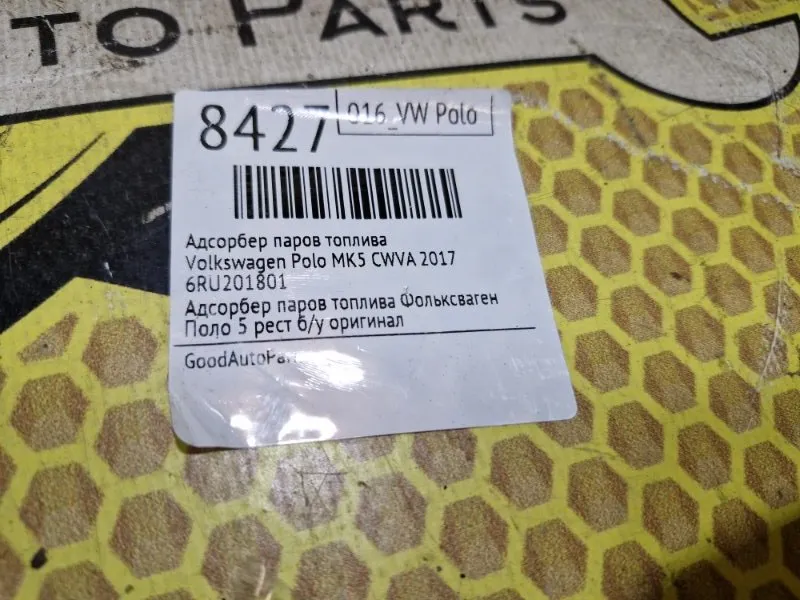 TO PARTS
8427
016_VW Polo
Адсорбер паров топлива
Volkswagen Polo MK5 CWVA 2017
6RU201801
Адсорбер паров топлива Фольксваген
Поло 5 рест б/у оригинал
GoodAutoPar